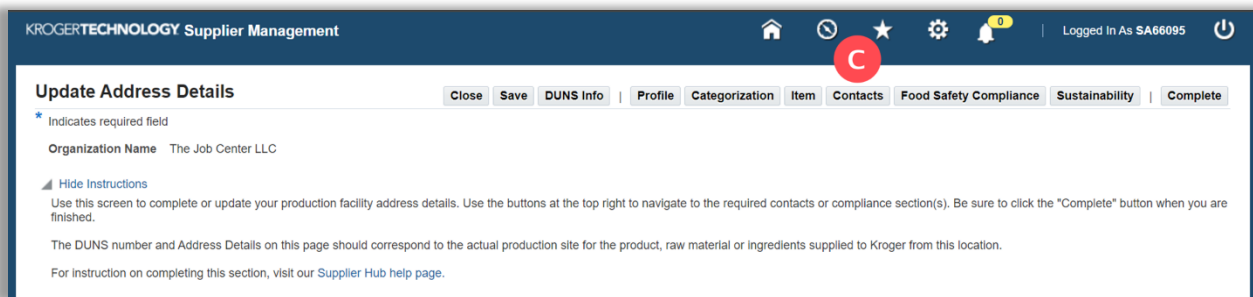 KROGERTECHNOLOGY Supplier Management
0
Logged In As SA66095
C
Update Address Details
Close Save DUNS Info | Profile Categorization Item Contacts Food Safety Compliance Sustainability | Complete
* Indicates required field
Organization Name The Job Center LLC
Hide Instructions
Use this screen to complete or update your production facility address details. Use the buttons at the top right to navigate to the required contacts or compliance section(s). Be sure to click the "Complete" button when you are
finished.
The DUNS number and Address Details on this page should correspond to the actual production site for the product, raw material or ingredients supplied to Kroger from this location.
For instruction on completing this section, visit our Supplier Hub help page.